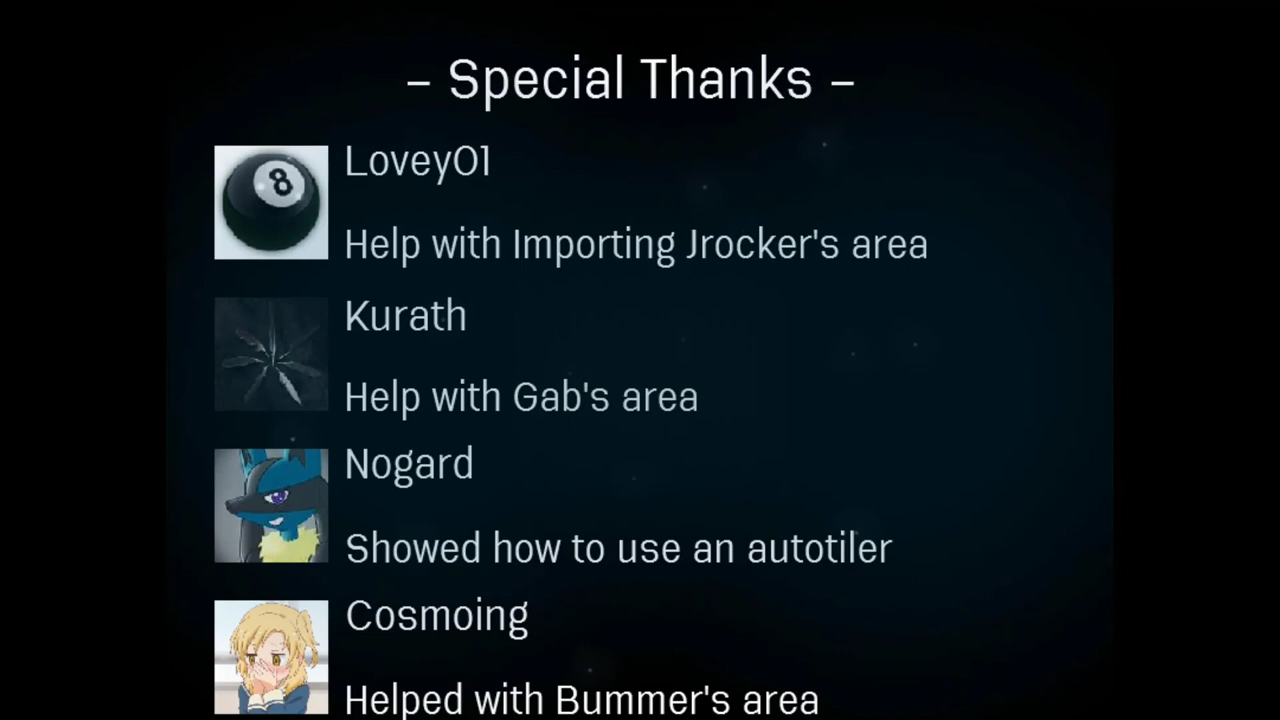 – Special Thanks –
8
Lovey01
Help with Importing Jrocker's area
Kurath
Help with Gab's area
Nogard
Showed how to use an autotiler
Cosmoing
Helped with Bummer's area